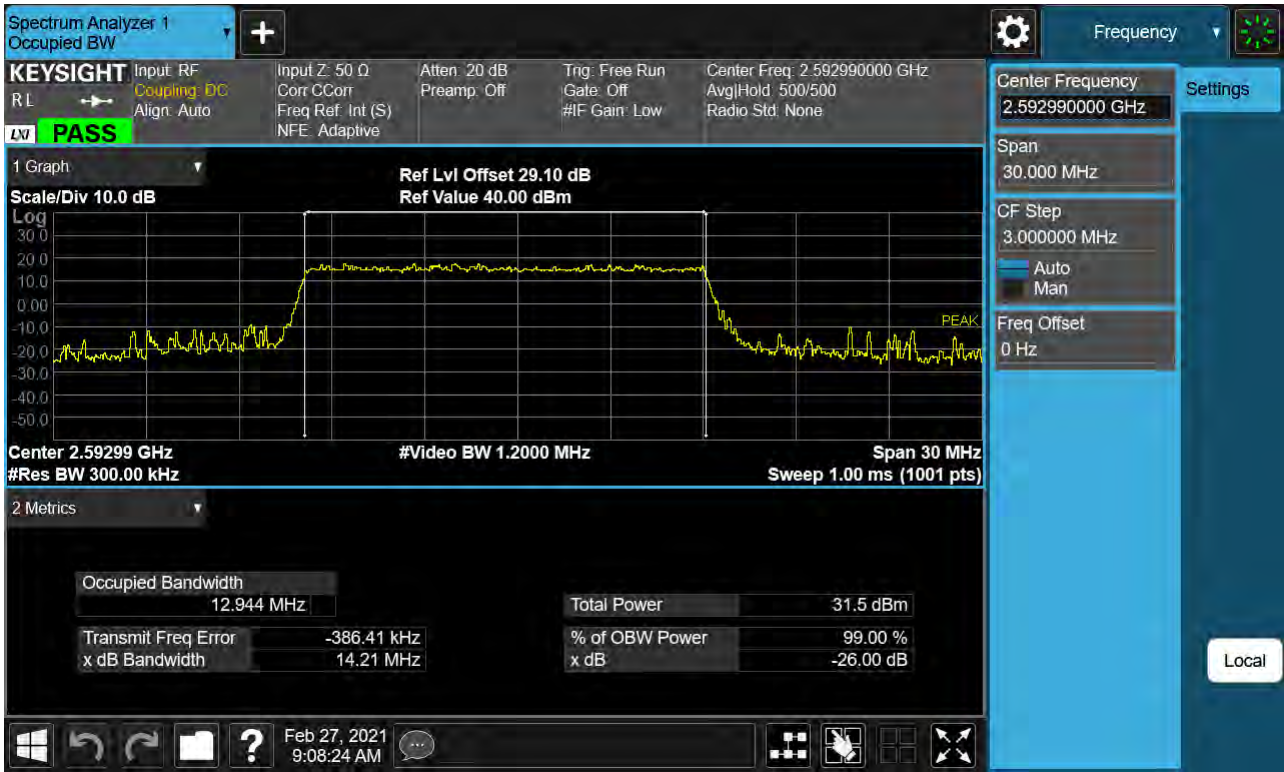 Spectrum Analyzer 1
Occupied BW
+
Frequency
KEYSIGHT
RL
LXI
PASS
Input: RF
Coupling: DC
Align: Auto
Input Z: 50 Ω
Corr CCorr
Freq Ref: Int (S)
NFE: Adaptive
Atten: 20 dB
Preamp: Off
Trig: Free Run
Gate: Off
#IF Gain: Low
Center Freq: 2.592990000 GHz
Avg|Hold: 500/500
Radio Std: None
1 Graph
Scale/Div 10.0 dB
Ref Lvl Offset 29.10 dB
Ref Value 40.00 dBm
Log
30.0
20.0
10.0
0.00
-10.0
-20.0
-30.0
-40.0
-50.0
PEAK
Center 2.59299 GHz
#Video BW 1.2000 MHz
Span 30 MHz
#Res BW 300.00 kHz
Sweep 1.00 ms (1001 pts)
2 Metrics
Occupied Bandwidth
12.944 MHz
Total Power 31.5 dBm
Transmit Freq Error -386.41 kHz
% of OBW Power 99.00 %
x dB Bandwidth 14.21 MHz
x dB -26.00 dB
Center Frequency
2.592990000 GHz
Settings
Span
30.000 MHz
CF Step
3.000000 MHz
Auto
Man
Freq Offset
0 Hz
Local
?
Feb 27, 2021
9:08:24 AM